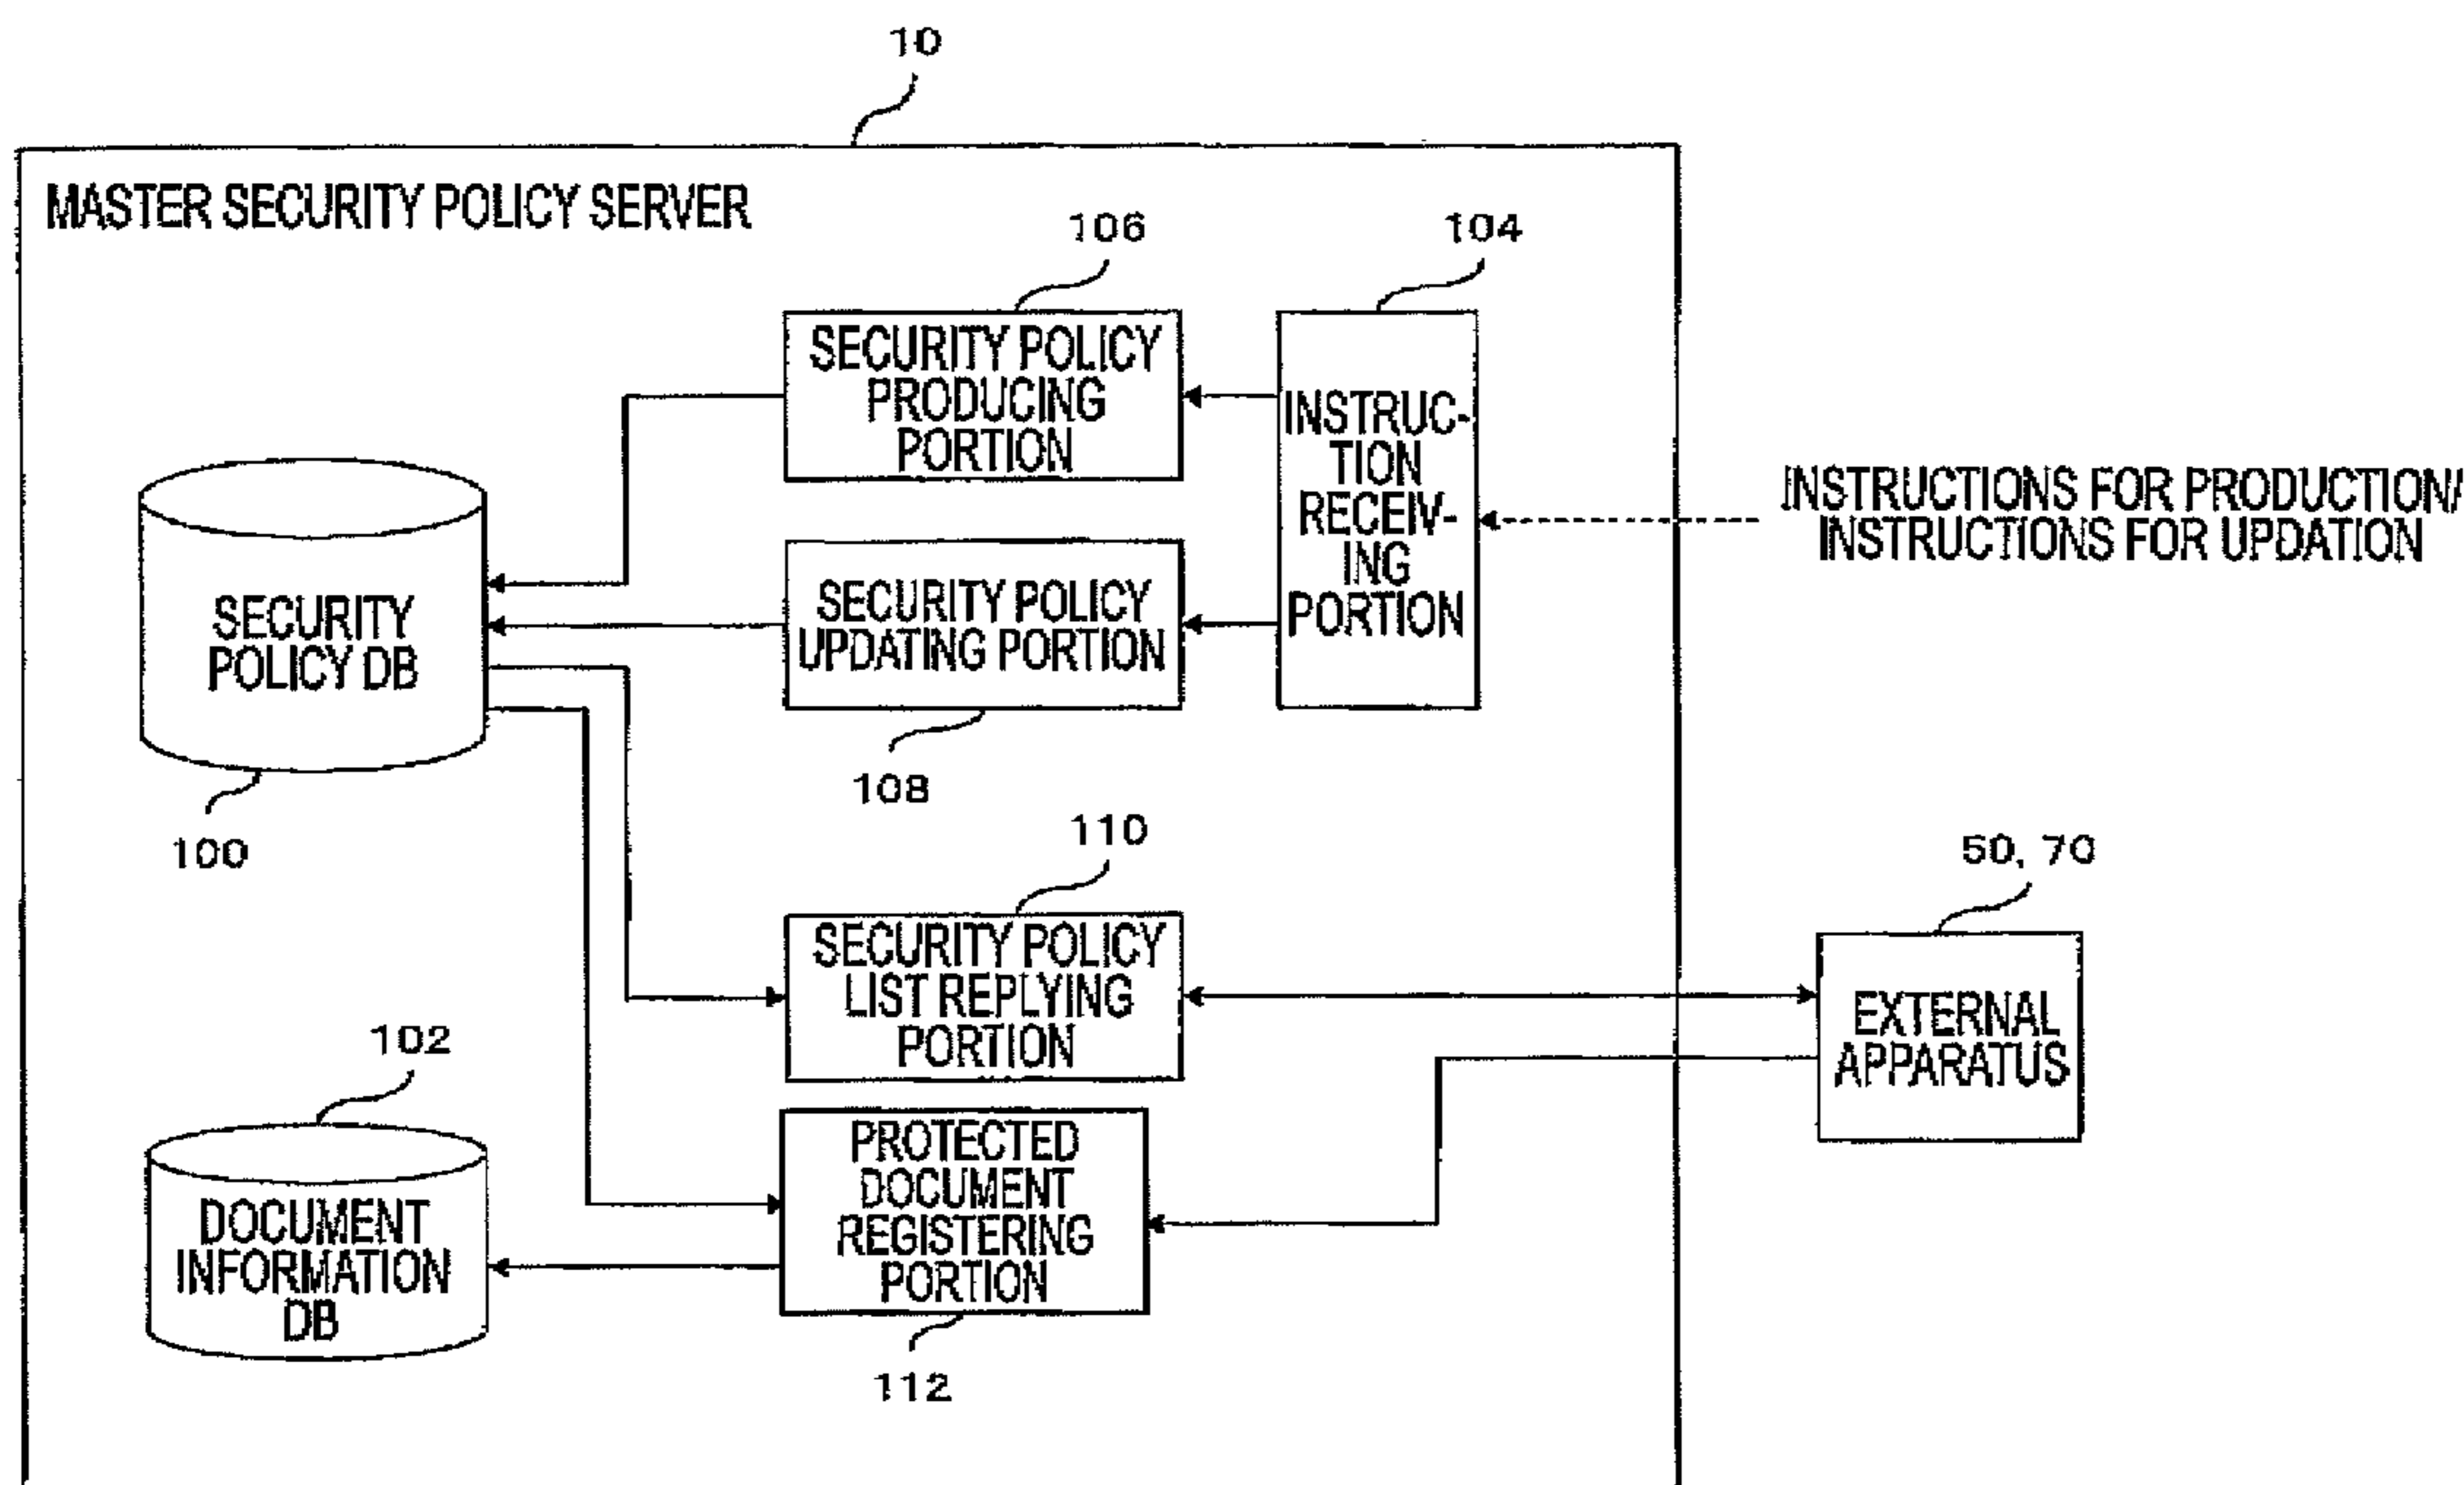 10
MASTER SECURITY POLICY SERVER
106
104
SECURITY POLICY
PRODUCING
PORTION
INSTRUC-
TION
RECEIV-
ING
PORTION
INSTRUCTIONS FOR PRODUCTION/
INSTRUCTIONS FOR UPDATION
SECURITY
POLICY DB
100
SECURITY POLICY
UPDATING PORTION
108
110
SECURITY POLICY
LIST REPLYING
PORTION
50, 70
EXTERNAL
APPARATUS
102
DOCUMENT
INFORMATION
DB
PROTECTED
DOCUMENT
REGISTERING
PORTION
112